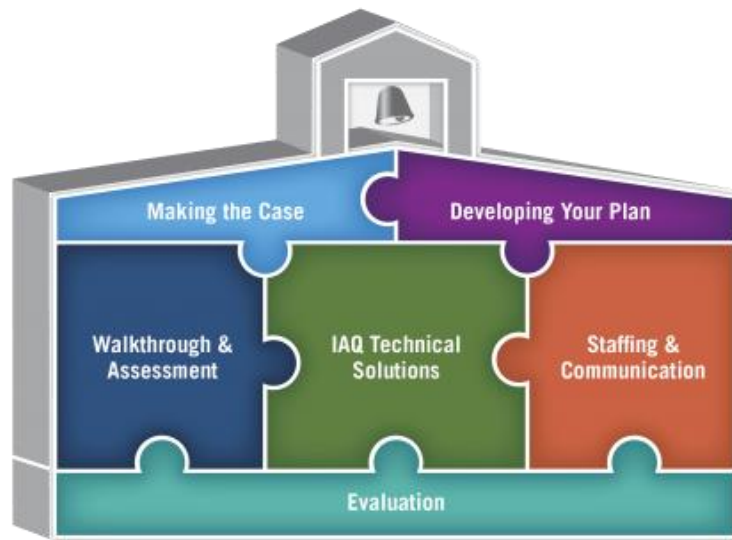 Making the Case
Developing Your Plan
Walkthrough &
Assessment
IAQ Technical
Solutions
Staffing &
Communication
Evaluation